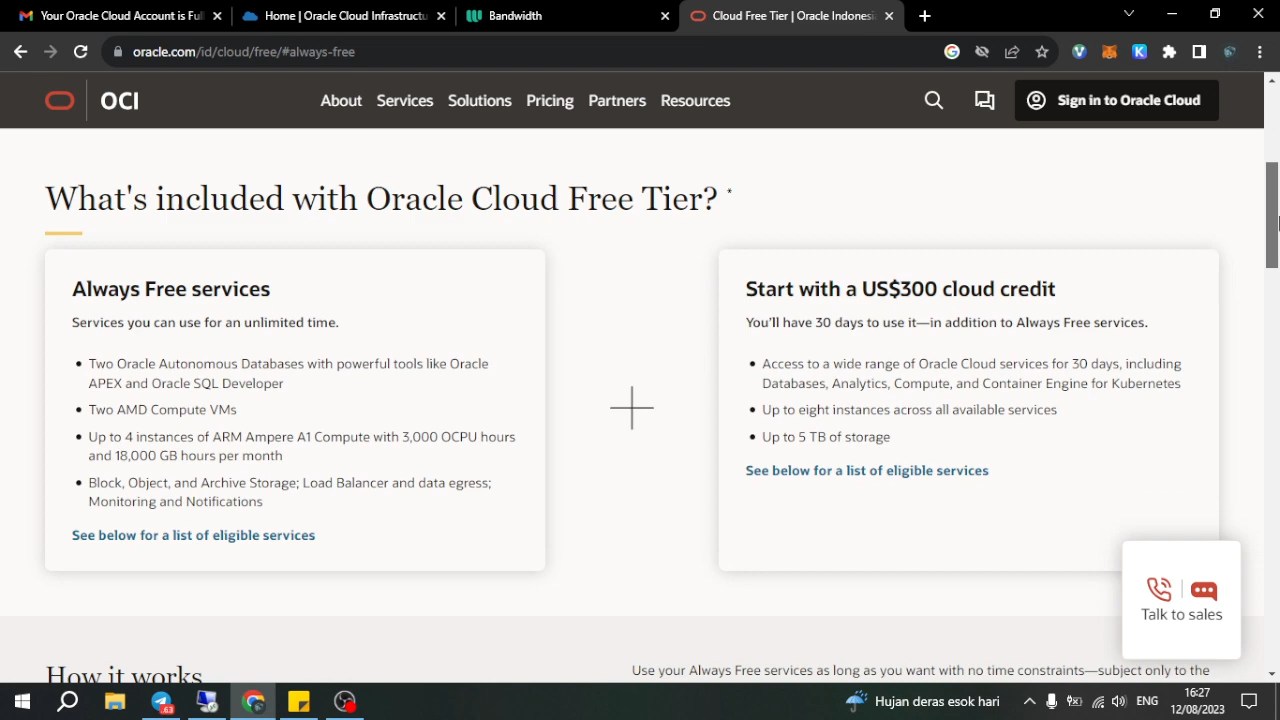 Your Oracle Cloud Account is Full
Home | Oracle Cloud Infrastructu
Bandwidth
Cloud Free Tier | Oracle Indonesia
oracle.com/id/cloud/free/#always-free
OCI
About
Services
Solutions
Pricing
Partners
Resources
Sign in to Oracle Cloud
What's included with Oracle Cloud Free Tier? *
Always Free services
Services you can use for an unlimited time.
• Two Oracle Autonomous Databases with powerful tools like Oracle
APEX and Oracle SQL Developer
• Two AMD Compute VMs
• Up to 4 instances of ARM Ampere A1 Compute with 3,000 OCPU hours
and 18,000 GB hours per month
• Block, Object, and Archive Storage; Load Balancer and data egress;
Monitoring and Notifications
See below for a list of eligible services
Start with a US$300 cloud credit
You'll have 30 days to use it—in addition to Always Free services.
• Access to a wide range of Oracle Cloud services for 30 days, including
Databases, Analytics, Compute, and Container Engine for Kubernetes
• Up to eight instances across all available services
• Up to 5 TB of storage
See below for a list of eligible services
Talk to sales
How it works
Use your Always Free services as long as you want with no time constraints—subject only to the
63
Hujan deras esok hari
ENG
16:27
12/08/2023